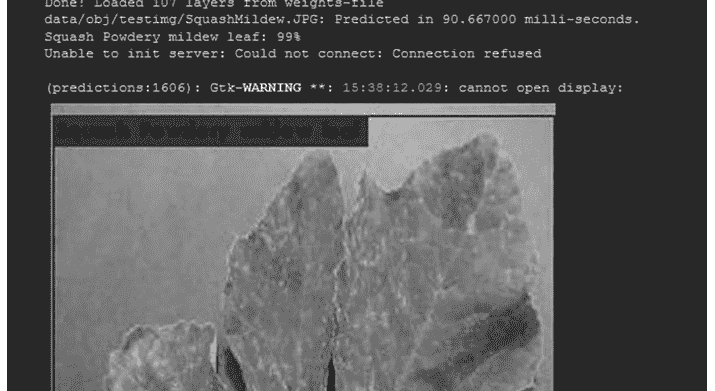 Done! Loaded 107 layers from weights-file
data/obj/testimg/SquashMildew.JPG: Predicted in 90.667000 milli-seconds.
Squash Powdery mildew leaf: 99%
Unable to init server: Could not connect: Connection refused
(predictions:1606): Gtk-WARNING **: 15:38:12.029: cannot open display: